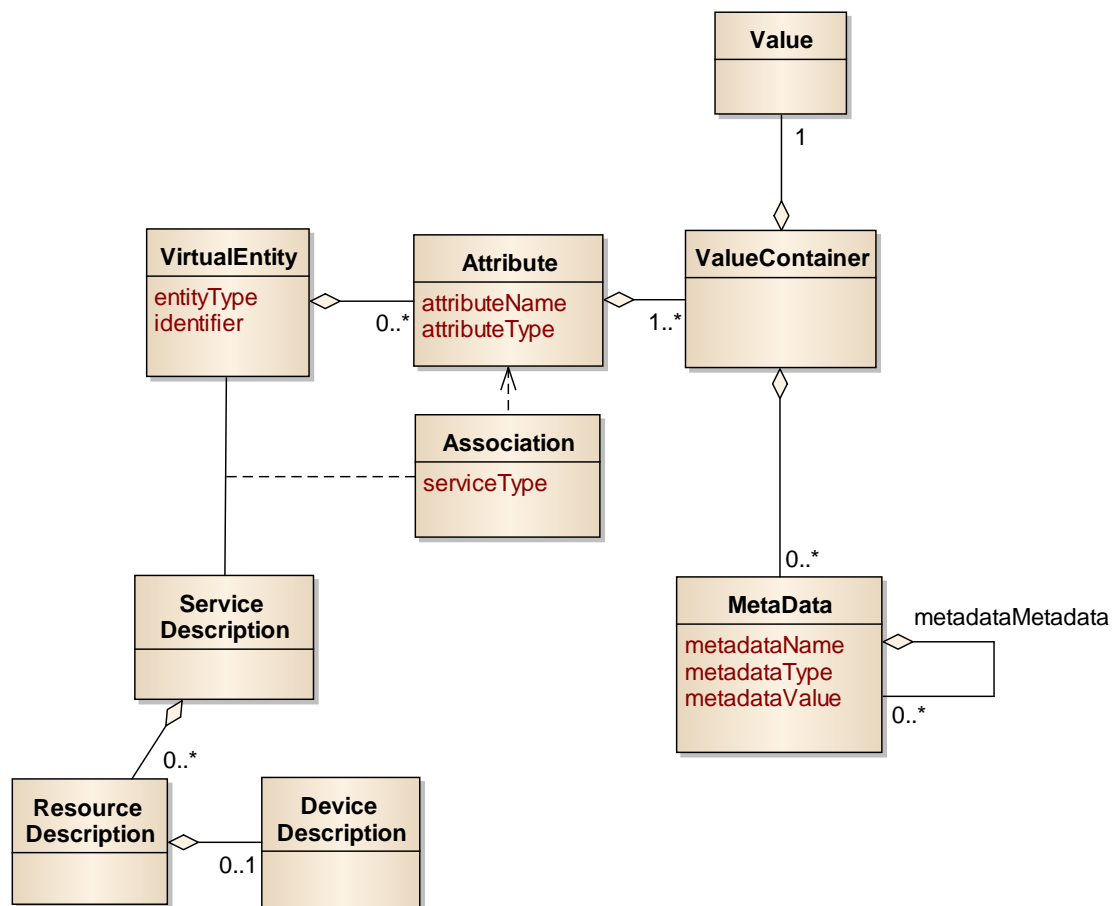 Value
1
VirtualEntity
entityType
identifier
0..*
Attribute
attributeName
attributeType
1..*
ValueContainer
Association
serviceType
0..*
Service
Description
MetaData
metadataName
metadataType
metadataValue
metadataMetadata
0..*
0..*
Resource
Description
0..1
Device
Description